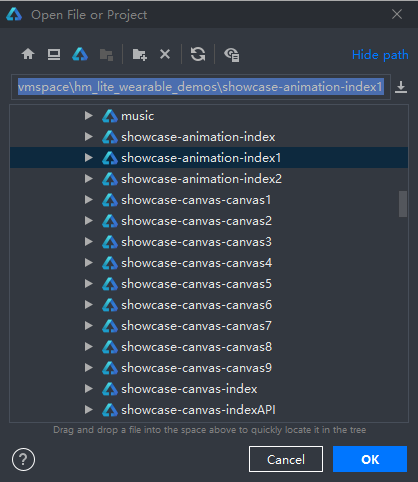 Open File or Project
Hide path
vmspace\hm_lite_wearable_demos\showcase-animation-index1
music
showcase-animation-index
showcase-animation-index1
showcase-animation-index2
showcase-canvas-canvas1
showcase-canvas-canvas2
showcase-canvas-canvas3
showcase-canvas-canvas4
showcase-canvas-canvas5
showcase-canvas-canvas6
showcase-canvas-canvas7
showcase-canvas-canvas8
showcase-canvas-canvas9
showcase-canvas-index
showcase-canvas-indexAPI
Drag and drop a file into the space above to quickly locate it in the tree
?
Cancel
OK